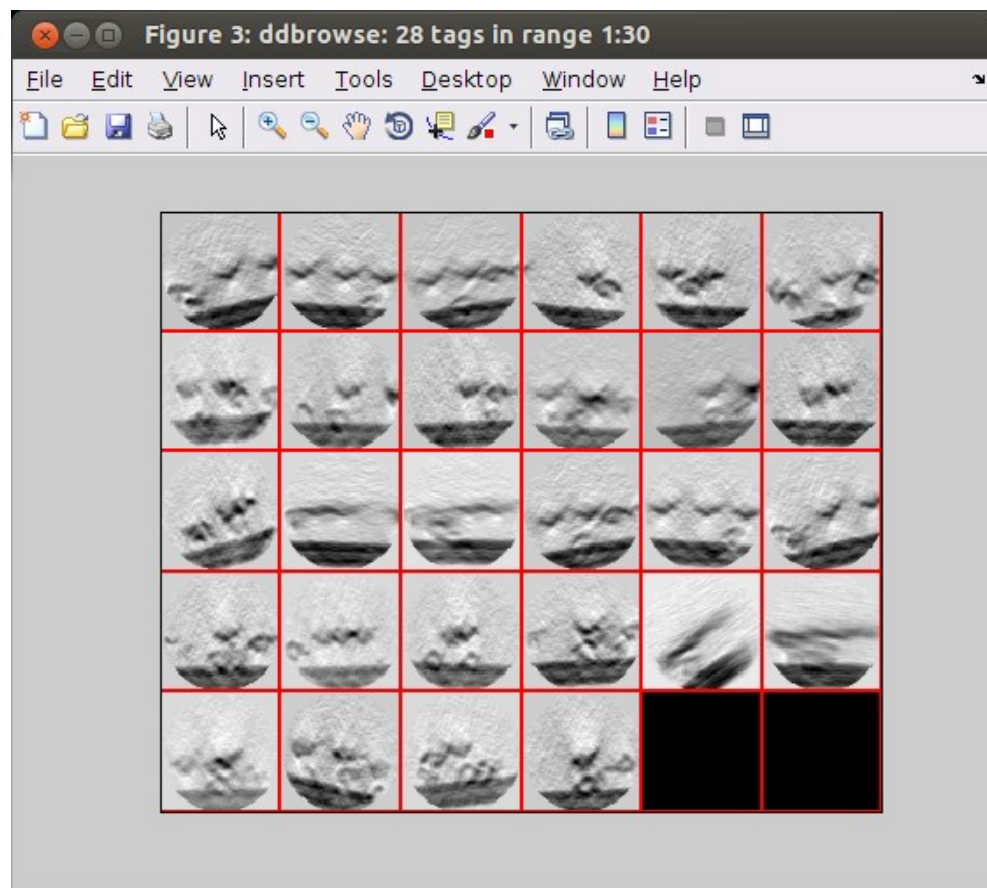 Figure 3: ddbrowse: 28 tags in range 1:30
File Edit View Insert Tools Desktop Window Help